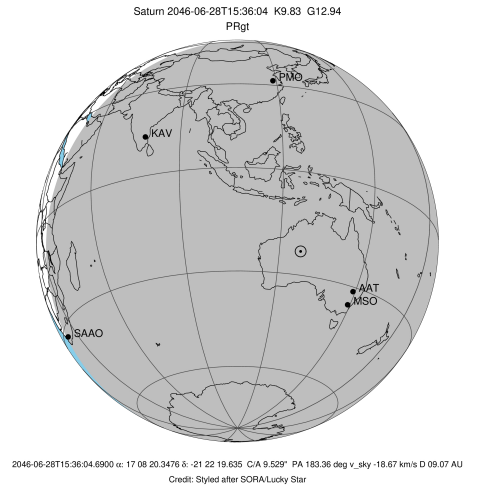 Saturn 2046-06-28T15:36:04 K9.83 G12.94
PRgt
PMO
KAV
AAT
MSO
SAAO
2046-06-28T15:36:04.6900 α: 17 08 20.3476 δ: -21 22 19.635 C/A 9.529" PA 183.36 deg v_sky -18.67 km/s D 09.07 AU
Credit: Styled after SORA/Lucky Star